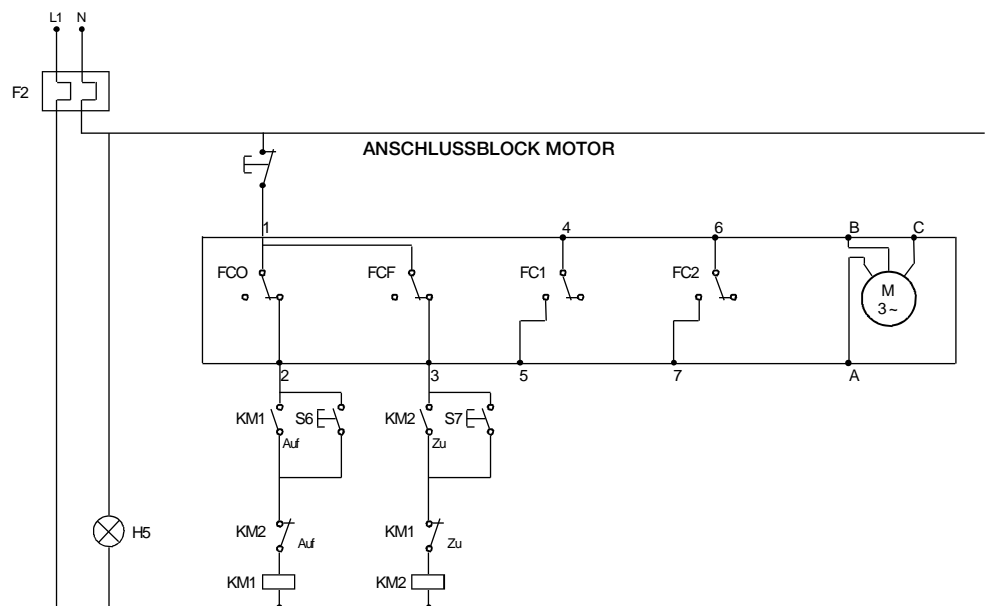 L1 N
F2
ANSCHLUSSBLOCK MOTOR
1 4 6 B C
FCO FCF FC1 FC2 M
3~
2 3 5 7 A
KM1 S6 KM2 S7
Auf Zu
KM2 KM1 H5
Auf Zu
KM1 KM2